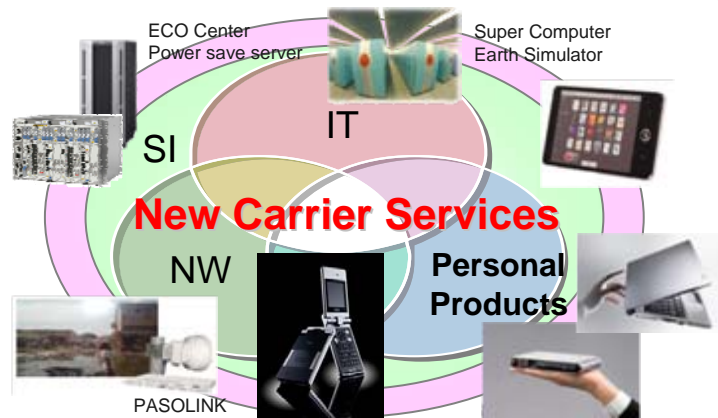 ECO Center
Power save server
Super Computer
Earth Simulator
IT
SI
New Carrier Services
NW
Personal
Products
PASOLINK